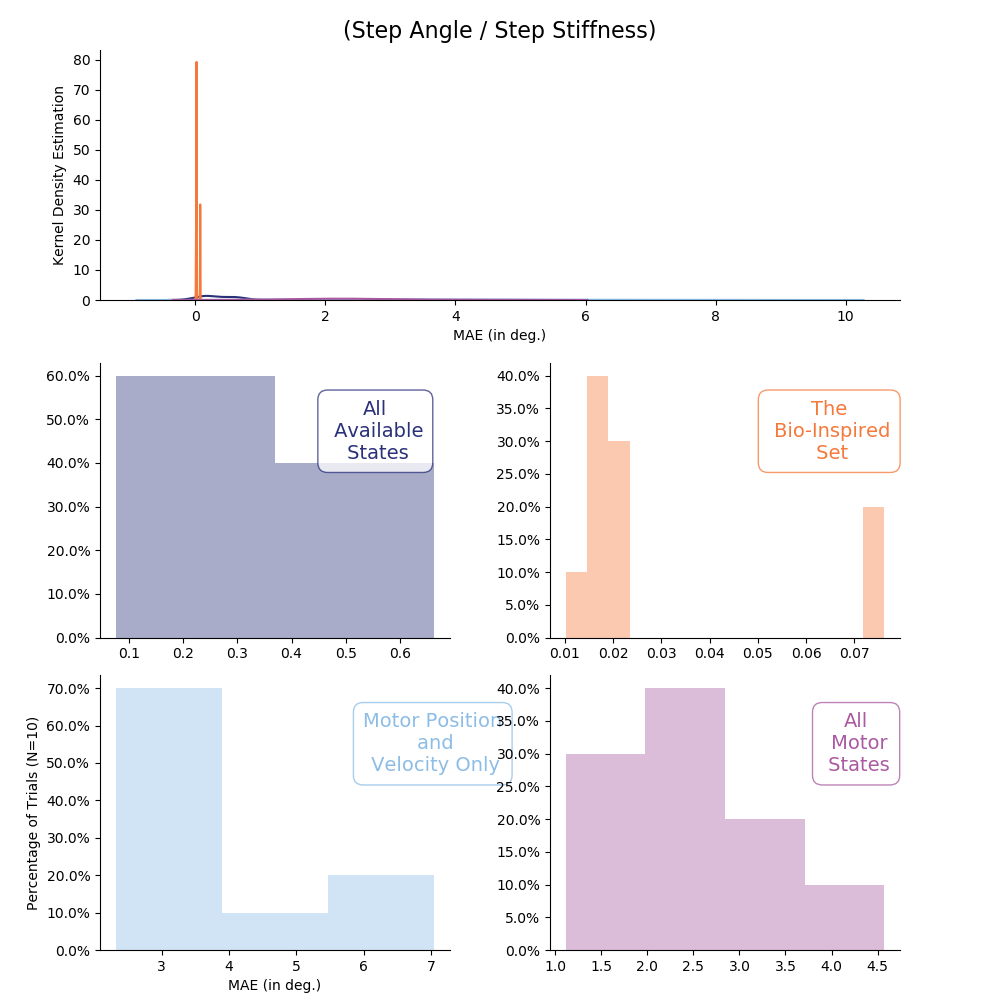 (Step Angle / Step Stiffness)
Kernel Density Estimation
80
70
60
50
40
30
20
10
0
0 2 4 6 8 10
MAE (in deg.)
60.0%
50.0%
40.0%
30.0%
20.0%
10.0%
0.0%
All
Available
States
0.1 0.2 0.3 0.4 0.5 0.6
40.0%
35.0%
30.0%
25.0%
20.0%
15.0%
10.0%
5.0%
0.0%
The
Bio-Inspired
Set
0.01 0.02 0.03 0.04 0.05 0.06 0.07
Percentage of Trials (N=10)
70.0%
60.0%
50.0%
40.0%
30.0%
20.0%
10.0%
0.0%
Motor Position
and
Velocity Only
3 4 5 6 7
MAE (in deg.)
40.0%
35.0%
30.0%
25.0%
20.0%
15.0%
10.0%
5.0%
0.0%
All
Motor
States
1.0 1.5 2.0 2.5 3.0 3.5 4.0 4.5